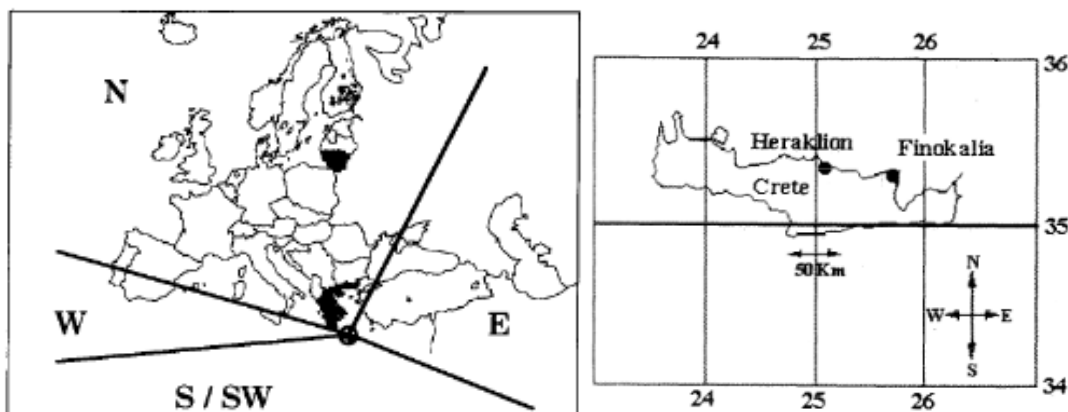 N
W
E
S / SW
24 25 26
36
Heraklion
Finokalia
Crete
35
50 Km
N
W E
S
34
24 25 26